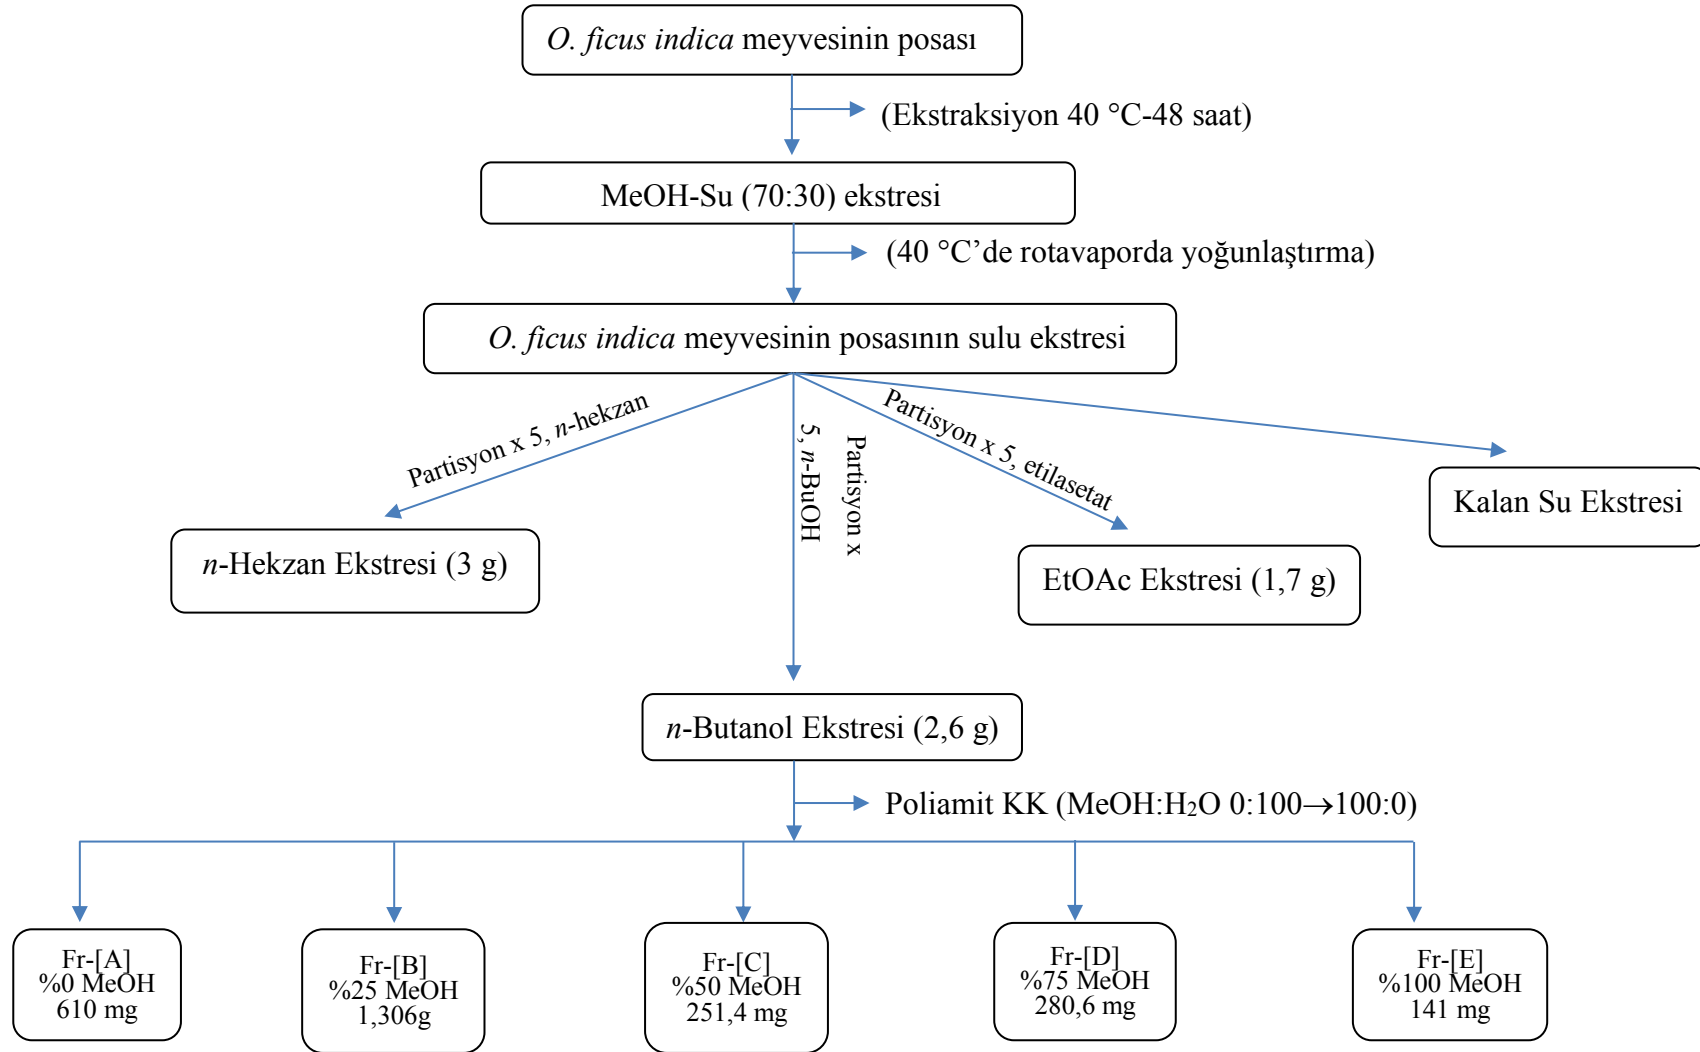 O. ficus indica meyvesinin posası
(Ekstraksiyon 40 °C-48 saat)
MeOH-Su (70:30) ekstresi
(40 °C’de rotavaporda yoğunlaştırma)
O. ficus indica meyvesinin posasının sulu ekstresi
Partisyon x 5, n-hekzan
Partisyon x
5, n-BuOH
Partisyon x 5, etilasetat
Kalan Su Ekstresi
n-Hekzan Ekstresi (3 g)
EtOAc Ekstresi (1,7 g)
n-Butanol Ekstresi (2,6 g)
Poliamit KK (MeOH:H₂O 0:100→100:0)
Fr-[A]
%0 MeOH
610 mg
Fr-[B]
%25 MeOH
1,306g
Fr-[C]
%50 MeOH
251,4 mg
Fr-[D]
%75 MeOH
280,6 mg
Fr-[E]
%100 MeOH
141 mg